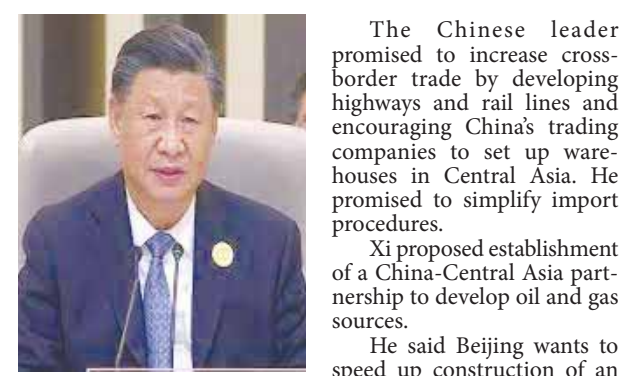 The Chinese leader
promised to increase cross-
border trade by developing
highways and rail lines and
encouraging China’s trading
companies to set up ware-
houses in Central Asia. He
promised to simplify import
procedures.
Xi proposed establishment
of a China-Central Asia part-
nership to develop oil and gas
sources.
He said Beijing wants to
speed up construction of an